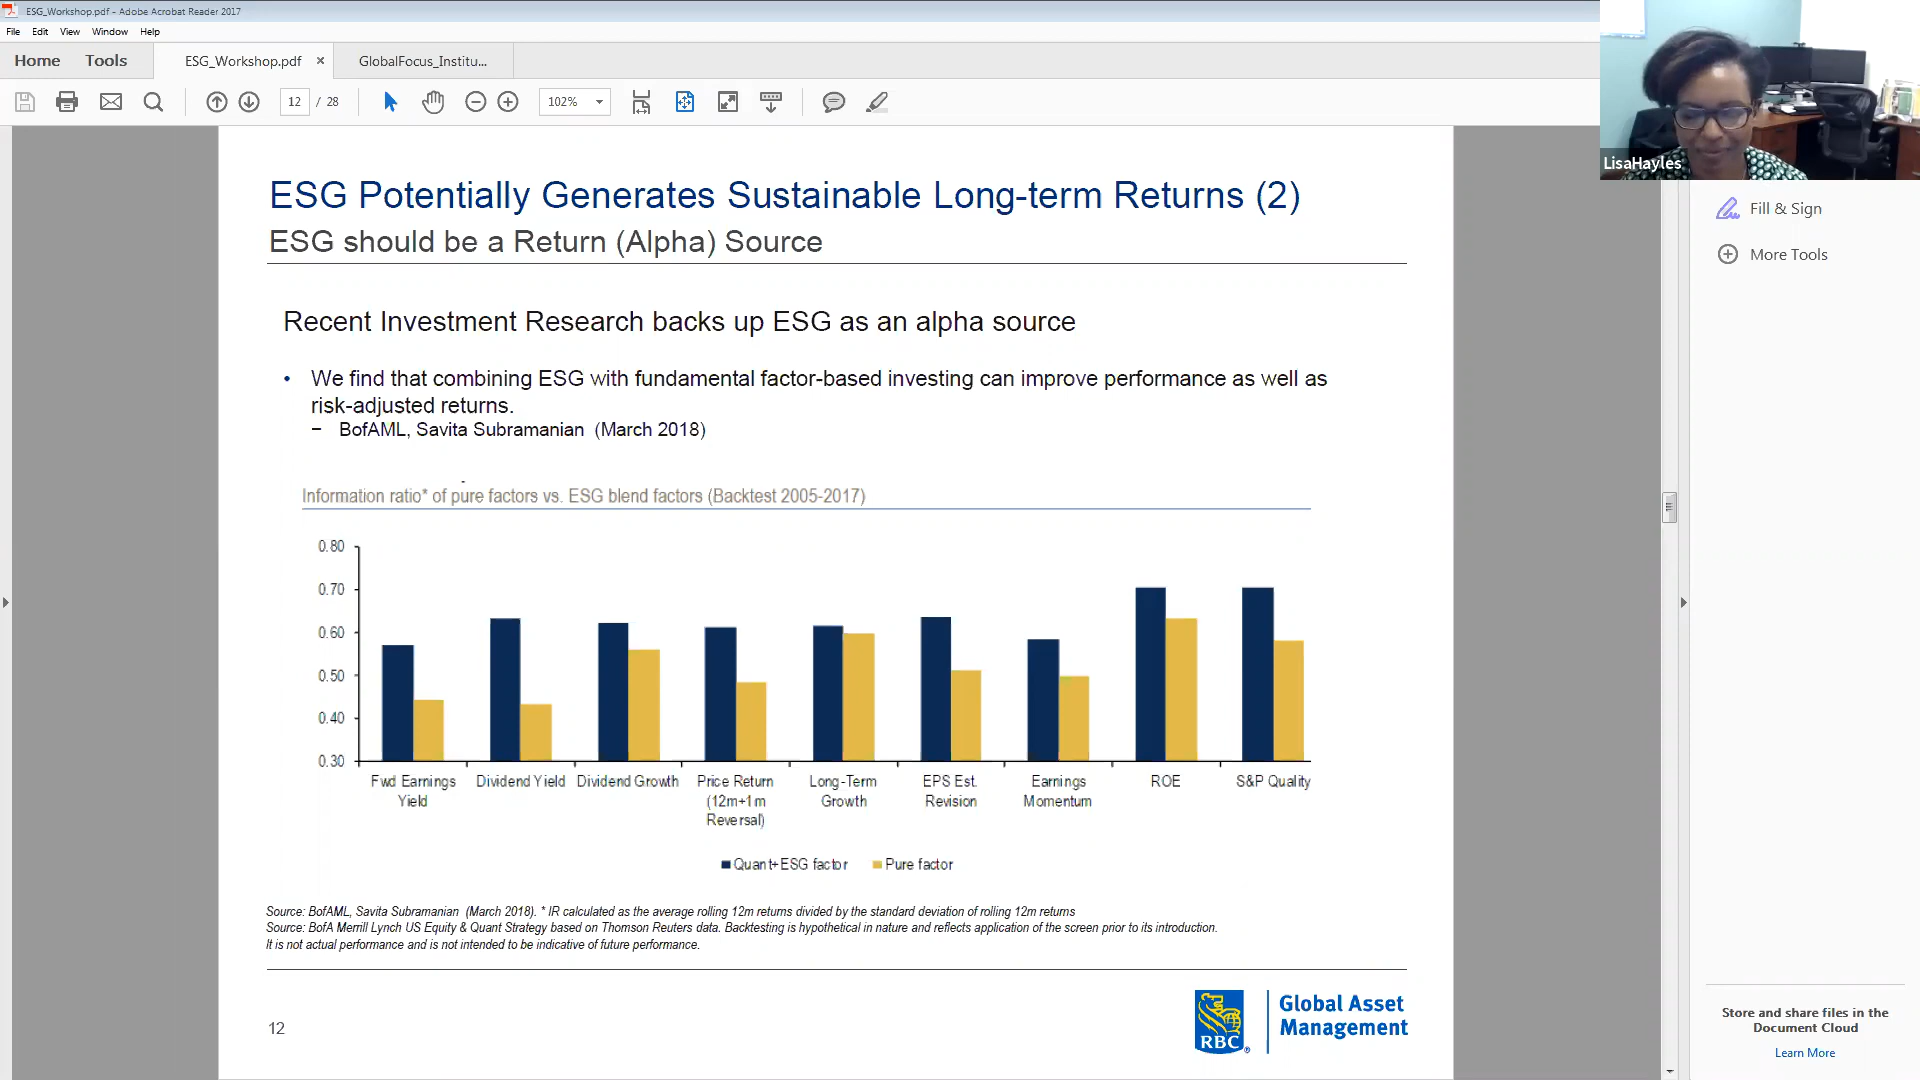 ESG_Workshop.pdf - Adobe Acrobat Reader 2017
File Edit View Window Help
Home Tools ESG_Workshop.pdf × GlobalFocus_Institu...
12 / 28 102%
LisaHayles
Fill & Sign
More Tools
ESG Potentially Generates Sustainable Long-term Returns (2)
ESG should be a Return (Alpha) Source
Recent Investment Research backs up ESG as an alpha source
• We find that combining ESG with fundamental factor-based investing can improve performance as well as
risk-adjusted returns.
− BofAML, Savita Subramanian (March 2018)
Information ratio* of pure factors vs. ESG blend factors (Backtest 2005-2017)
0.80
0.70
0.60
0.50
0.40
0.30
Fwd Earnings
Yield
Dividend Yield
Dividend Growth
Price Return
(12m+1m
Reversal)
Long-Term
Growth
EPS Est.
Revision
Earnings
Momentum
ROE
S&P Quality
Quant+ESG factor
Pure factor
Source: BofAML, Savita Subramanian (March 2018). * IR calculated as the average rolling 12m returns divided by the standard deviation of rolling 12m returns
Source: BofA Merrill Lynch US Equity & Quant Strategy based on Thomson Reuters data. Backtesting is hypothetical in nature and reflects application of the screen prior to its introduction.
It is not actual performance and is not intended to be indicative of future performance.
12
RBC ®
Global Asset
Management
Store and share files in the
Document Cloud
Learn More